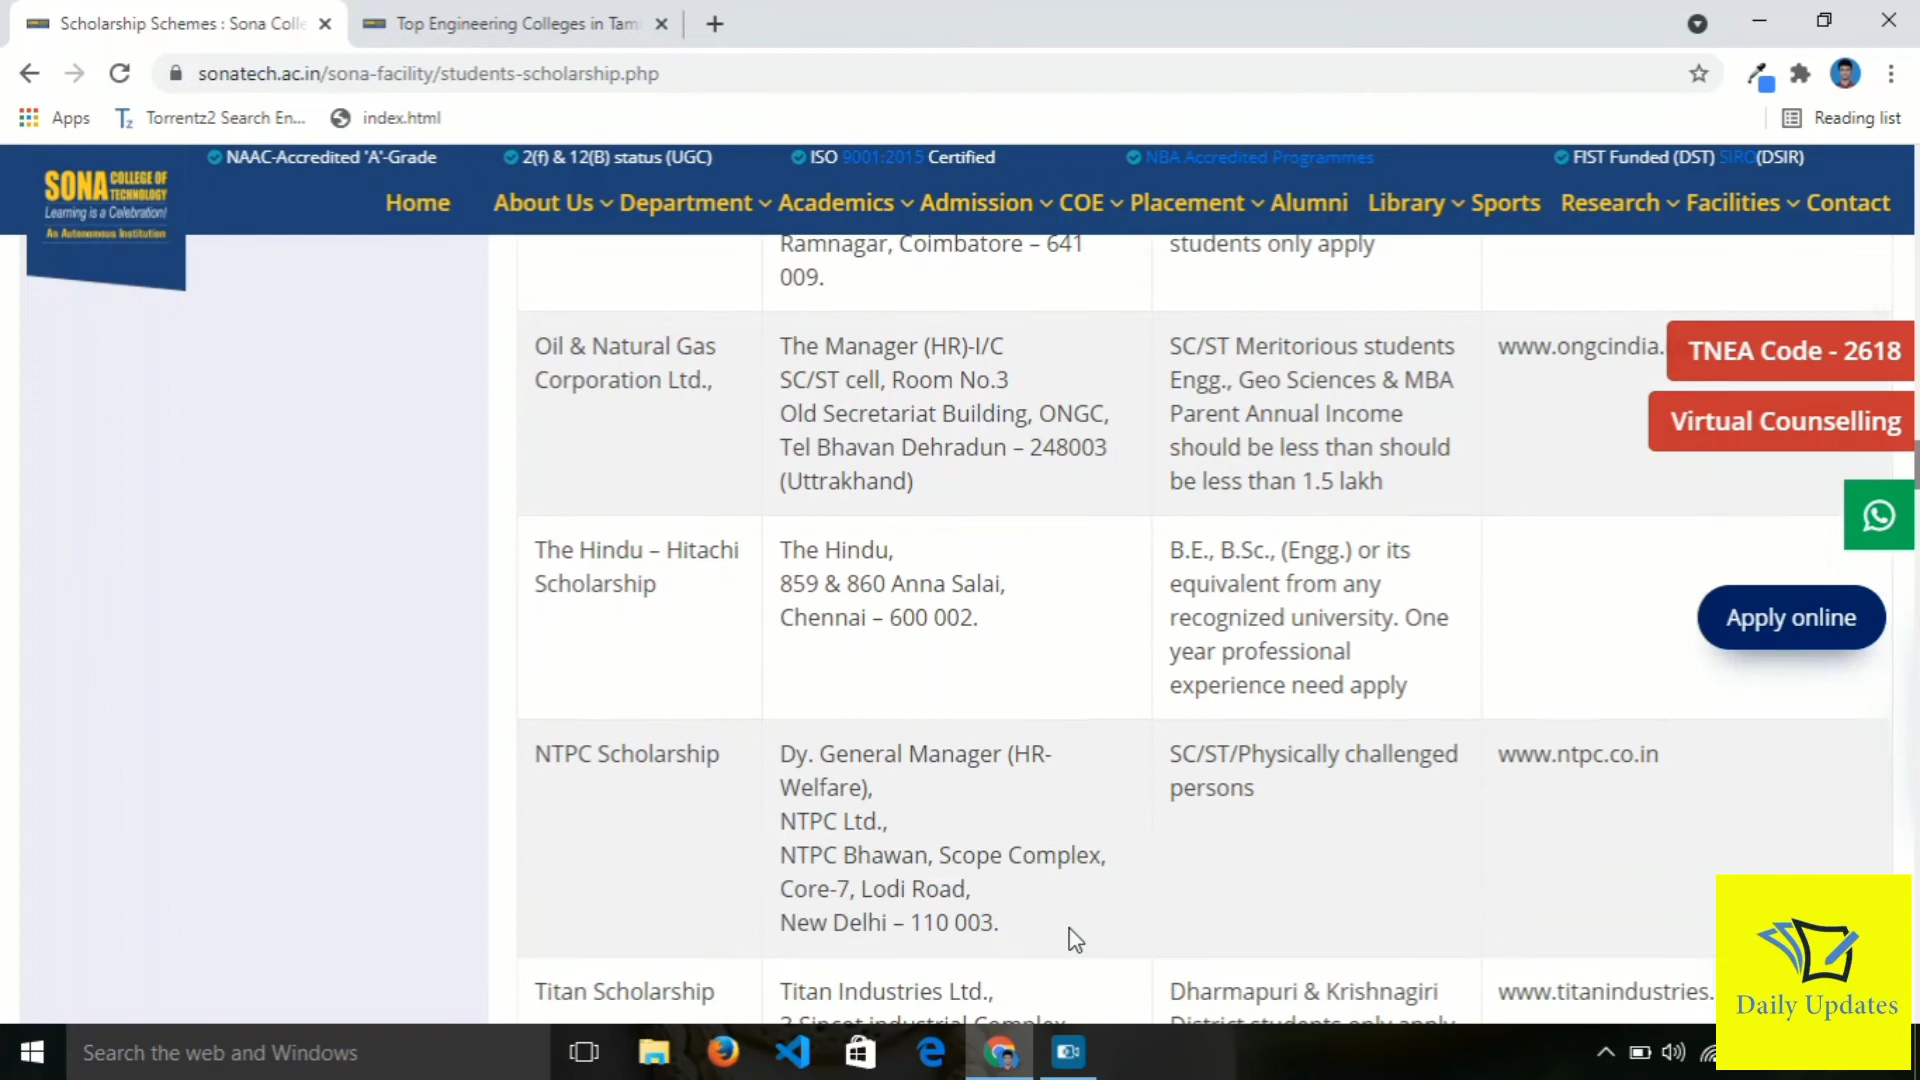 Scholarship Schemes : Sona Colle
Top Engineering Colleges in Tam
sonatech.ac.in/sona-facility/students-scholarship.php
Apps
Tz
Torrentz2 Search En...
index.html
Reading list
NAAC-Accredited 'A'-Grade
2(f) & 12(B) status (UGC)
ISO 9001:2015 Certified
NBA Accredited Programmes
FIST Funded (DST) SIRO(DSIR)
SONA COLLEGE OF TECHNOLOGY
Learning is a Celebration!
An Autonomous Institution
Home About Us Department Academics Admission COE Placement Alumni Library Sports Research Facilities Contact
Ramnagar, Coimbatore – 641
009.
students only apply
Oil & Natural Gas
Corporation Ltd.,
The Manager (HR)-I/C
SC/ST cell, Room No.3
Old Secretariat Building, ONGC,
Tel Bhavan Dehradun – 248003
(Uttrakhand)
SC/ST Meritorious students
Engg., Geo Sciences & MBA
Parent Annual Income
should be less than should
be less than 1.5 lakh
www.ongcindia.
TNEA Code - 2618
Virtual Counselling
The Hindu – Hitachi
Scholarship
The Hindu,
859 & 860 Anna Salai,
Chennai – 600 002.
B.E., B.Sc., (Engg.) or its
equivalent from any
recognized university. One
year professional
experience need apply
Apply online
NTPC Scholarship
Dy. General Manager (HR-
Welfare),
NTPC Ltd.,
NTPC Bhawan, Scope Complex,
Core-7, Lodi Road,
New Delhi – 110 003.
SC/ST/Physically challenged
persons
www.ntpc.co.in
Titan Scholarship
Titan Industries Ltd.,
3 Sipcot industrial Complex
Dharmapuri & Krishnagiri
District students only apply
www.titanindustries.
Daily Updates
Search the web and Windows